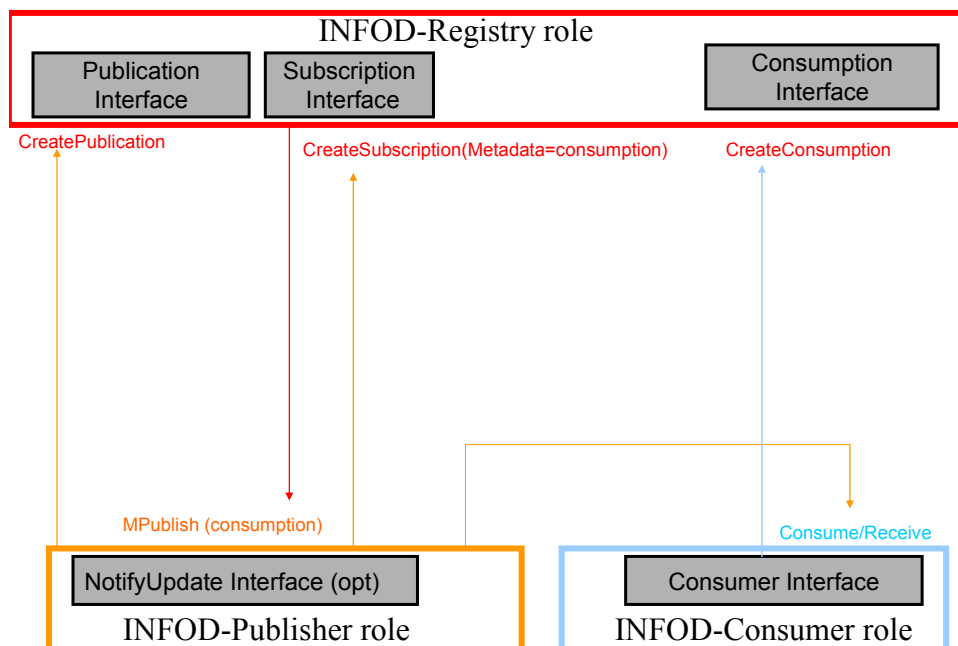 INFOD-Registry role
Publication
Interface
Subscription
Interface
Consumption
Interface
CreatePublication
CreateSubscription(Metadata=consumption)
CreateConsumption
MPublish (consumption)
Consume/Receive
NotifyUpdate Interface (opt)
Consumer Interface
INFOD-Publisher role
INFOD-Consumer role